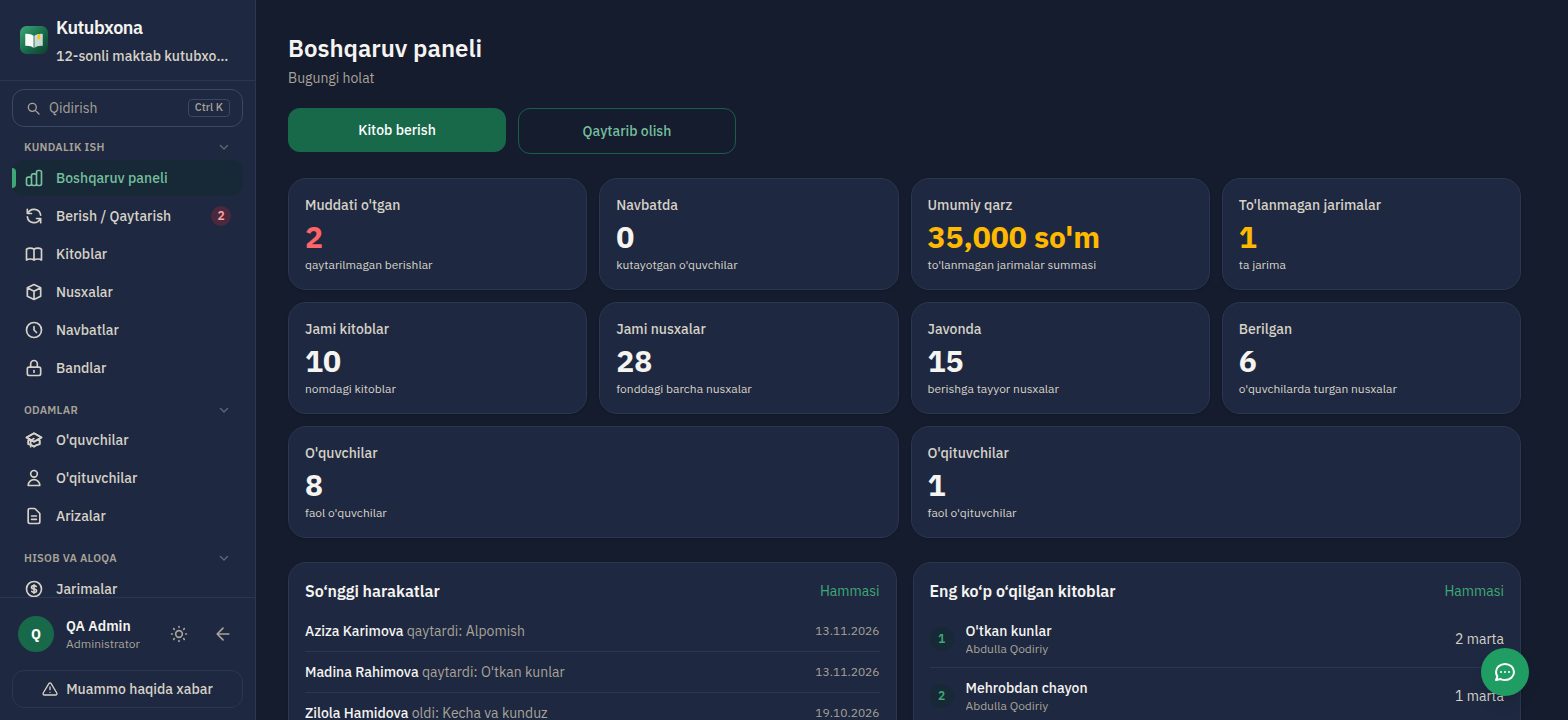 Kutubxona
12-sonli maktab kutubxo...
Qidirish Ctrl K
KUNDALIK ISH
Boshqaruv paneli
Berish / Qaytarish 2
Kitoblar
Nusxalar
Navbatlar
Bandlar
ODAMLAR
O'quvchilar
O'qituvchilar
Arizalar
HISOB VA ALOQA
Jarimalar
Q
QA Admin
Administrator
Muammo haqida xabar
Boshqaruv paneli
Bugungi holat
Kitob berish Qaytarib olish
Muddati o'tgan
2
qaytarilmagan berishlar
Navbatda
0
kutayotgan o'quvchilar
Umumiy qarz
35,000 so'm
to'lanmagan jarimalar summasi
To'lanmagan jarimalar
1
ta jarima
Jami kitoblar
10
nomdagi kitoblar
Jami nusxalar
28
fonddagi barcha nusxalar
Javonda
15
berishga tayyor nusxalar
Berilgan
6
o'quvchilarda turgan nusxalar
O'quvchilar
8
faol o'quvchilar
O'qituvchilar
1
faol o'qituvchilar
Soʻnggi harakatlar Hammasi
Aziza Karimova qaytardi: Alpomish 13.11.2026
Madina Rahimova qaytardi: O'tkan kunlar 13.11.2026
Zilola Hamidova oldi: Kecha va kunduz 19.10.2026
Eng koʻp oʻqilgan kitoblar Hammasi
1 O'tkan kunlar 2 marta
Abdulla Qodiriy
2 Mehrobdan chayon 1 marta
Abdulla Qodiriy